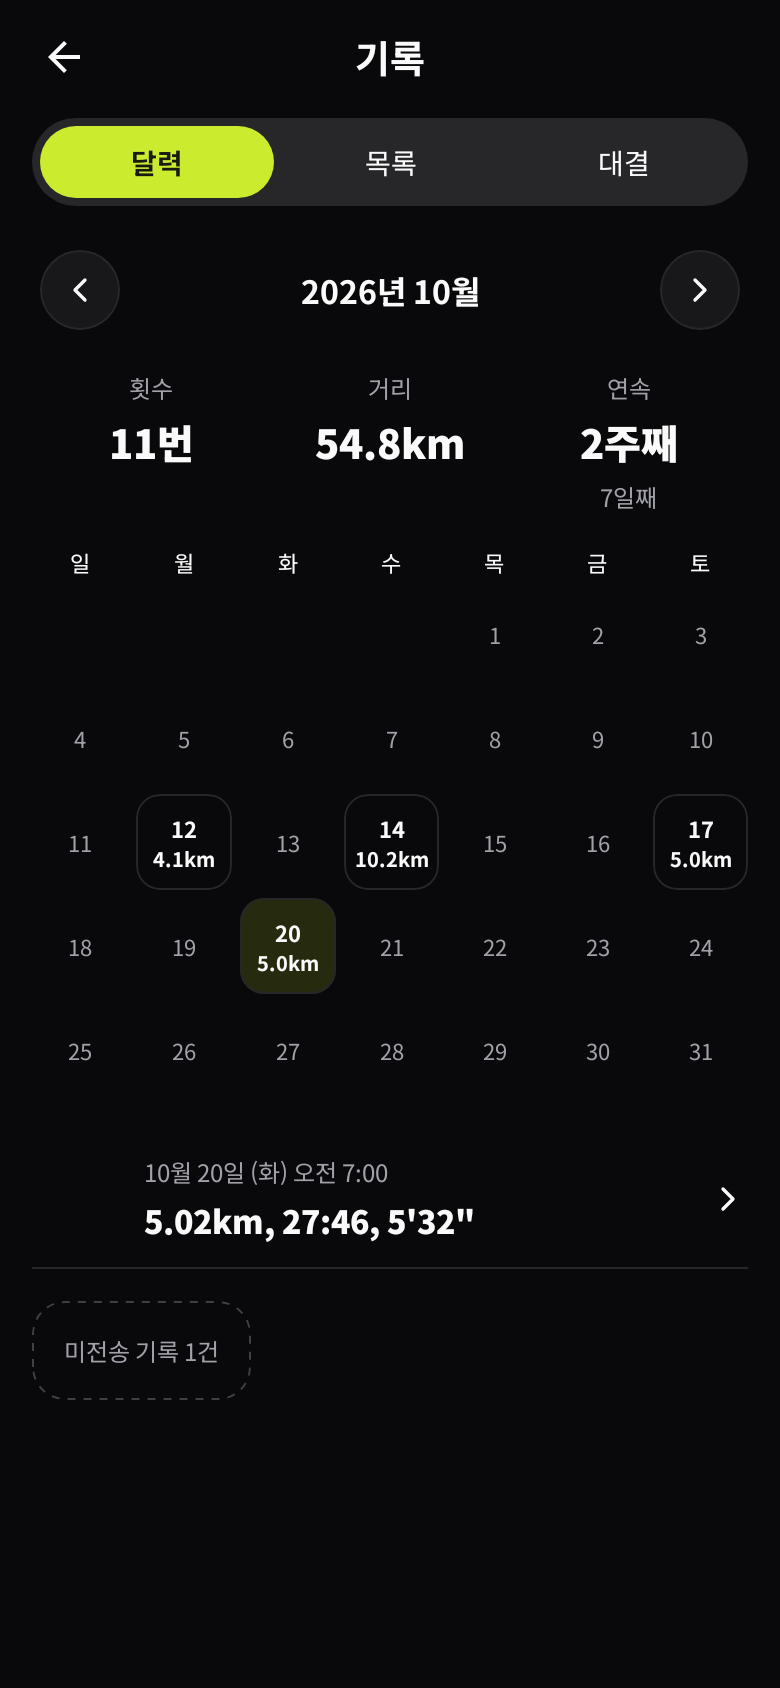 기록
달력 목록 대결
2026년 10월
횟수 거리 연속
11번 54.8km 2주째
7일째
일 월 화 수 목 금 토
1 2 3
4 5 6 7 8 9 10
11 12 13 14 15 16 17
4.1km 10.2km 5.0km
18 19 20 21 22 23 24
5.0km
25 26 27 28 29 30 31
10월 20일 (화) 오전 7:00
5.02km, 27:46, 5'32"
미전송 기록 1건